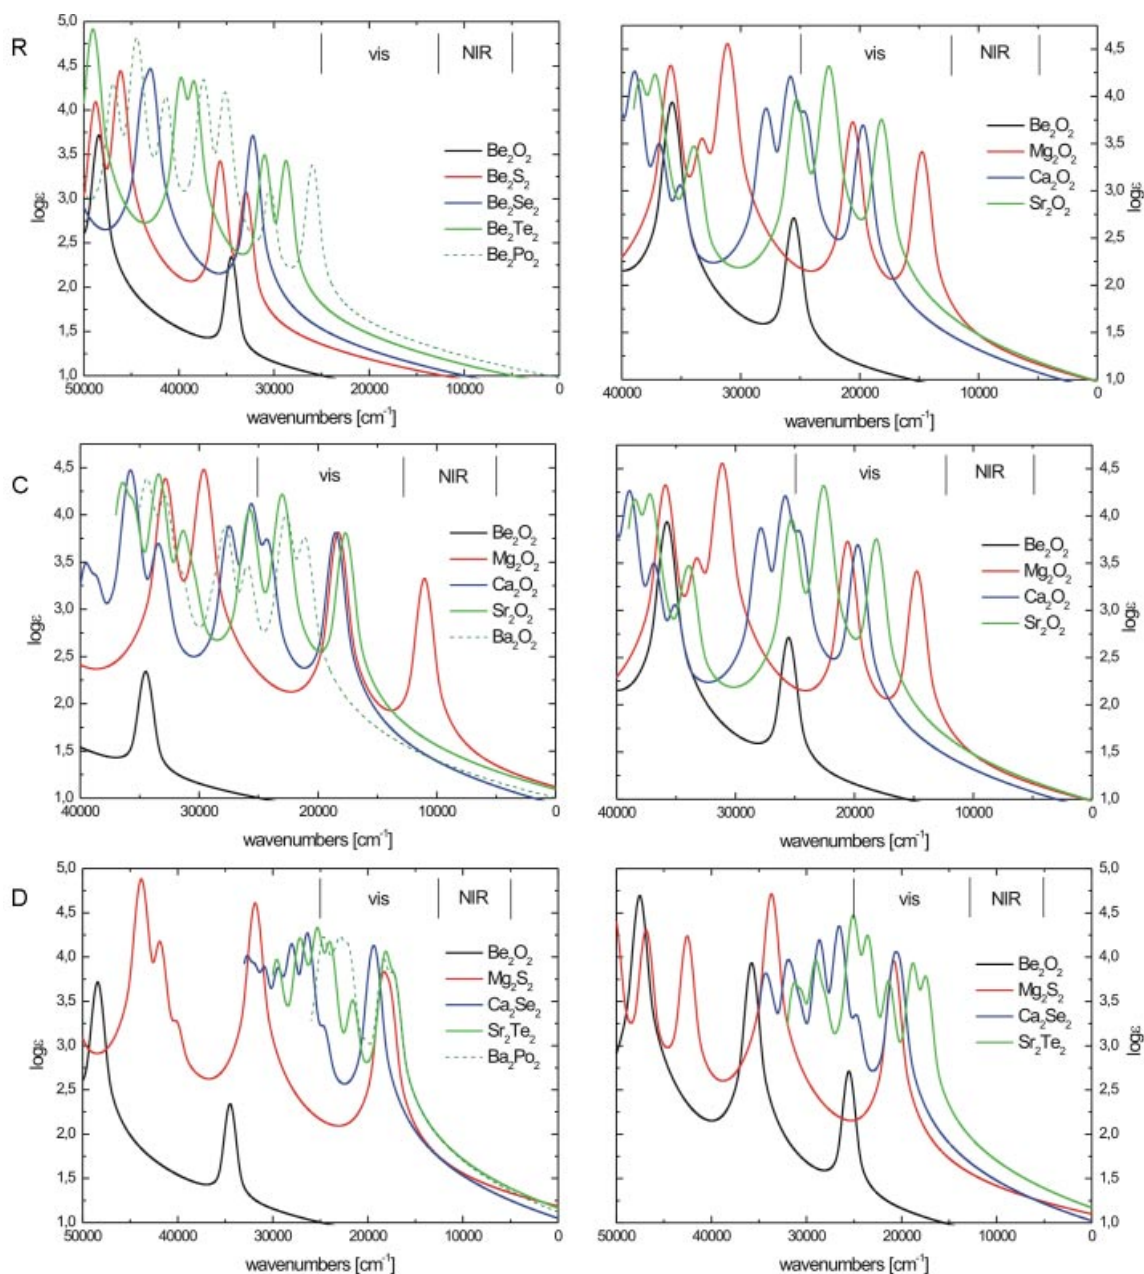 R
vis NIR
5,0
4,5
4,0
3,5
3,0
2,5
2,0
1,5
1,0
logε
Be₂O₂
Be₂S₂
Be₂Se₂
Be₂Te₂
Be₂Po₂
50000 40000 30000 20000 10000 0
wavenumbers [cm⁻¹]
vis NIR
Be₂O₂
Mg₂O₂
Ca₂O₂
Sr₂O₂
5,0
4,5
4,0
3,5
3,0
2,5
2,0
1,5
1,0
logε
40000 30000 20000 10000 0
wavenumbers [cm⁻¹]
C
vis NIR
4,5
4,0
3,5
3,0
2,5
2,0
1,5
1,0
logε
Be₂O₂
Mg₂O₂
Ca₂O₂
Sr₂O₂
Ba₂O₂
40000 30000 20000 10000 0
wavenumbers [cm⁻¹]
vis NIR
Be₂O₂
Mg₂O₂
Ca₂O₂
Sr₂O₂
4,5
4,0
3,5
3,0
2,5
2,0
1,5
1,0
logε
40000 30000 20000 10000 0
wavenumbers [cm⁻¹]
D
vis NIR
5,0
4,5
4,0
3,5
3,0
2,5
2,0
1,5
1,0
logε
Be₂O₂
Mg₂S₂
Ca₂Se₂
Sr₂Te₂
Ba₂Po₂
50000 40000 30000 20000 10000 0
wavenumbers [cm⁻¹]
vis NIR
Be₂O₂
Mg₂S₂
Ca₂Se₂
Sr₂Te₂
5,0
4,5
4,0
3,5
3,0
2,5
2,0
1,5
1,0
logε
50000 40000 30000 20000 10000 0
wavenumbers [cm⁻¹]